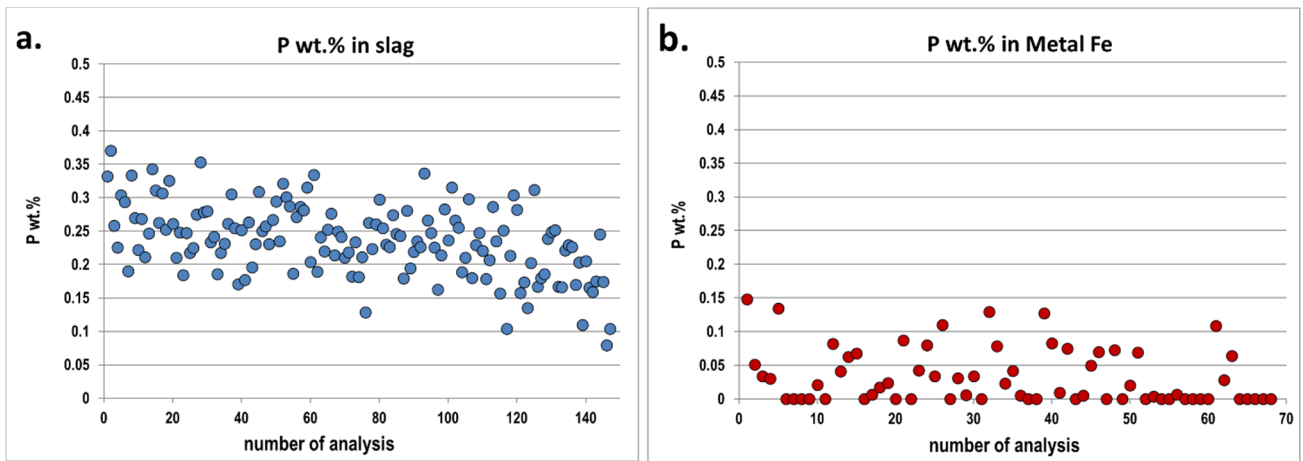 a.
P wt.% in slag
P wt.%
0.5
0.45
0.4
0.35
0.3
0.25
0.2
0.15
0.1
0.05
0
0 20 40 60 80 100 120 140
number of analysis
b.
P wt.% in Metal Fe
P wt.%
0.5
0.45
0.4
0.35
0.3
0.25
0.2
0.15
0.1
0.05
0
0 10 20 30 40 50 60 70
number of analysis